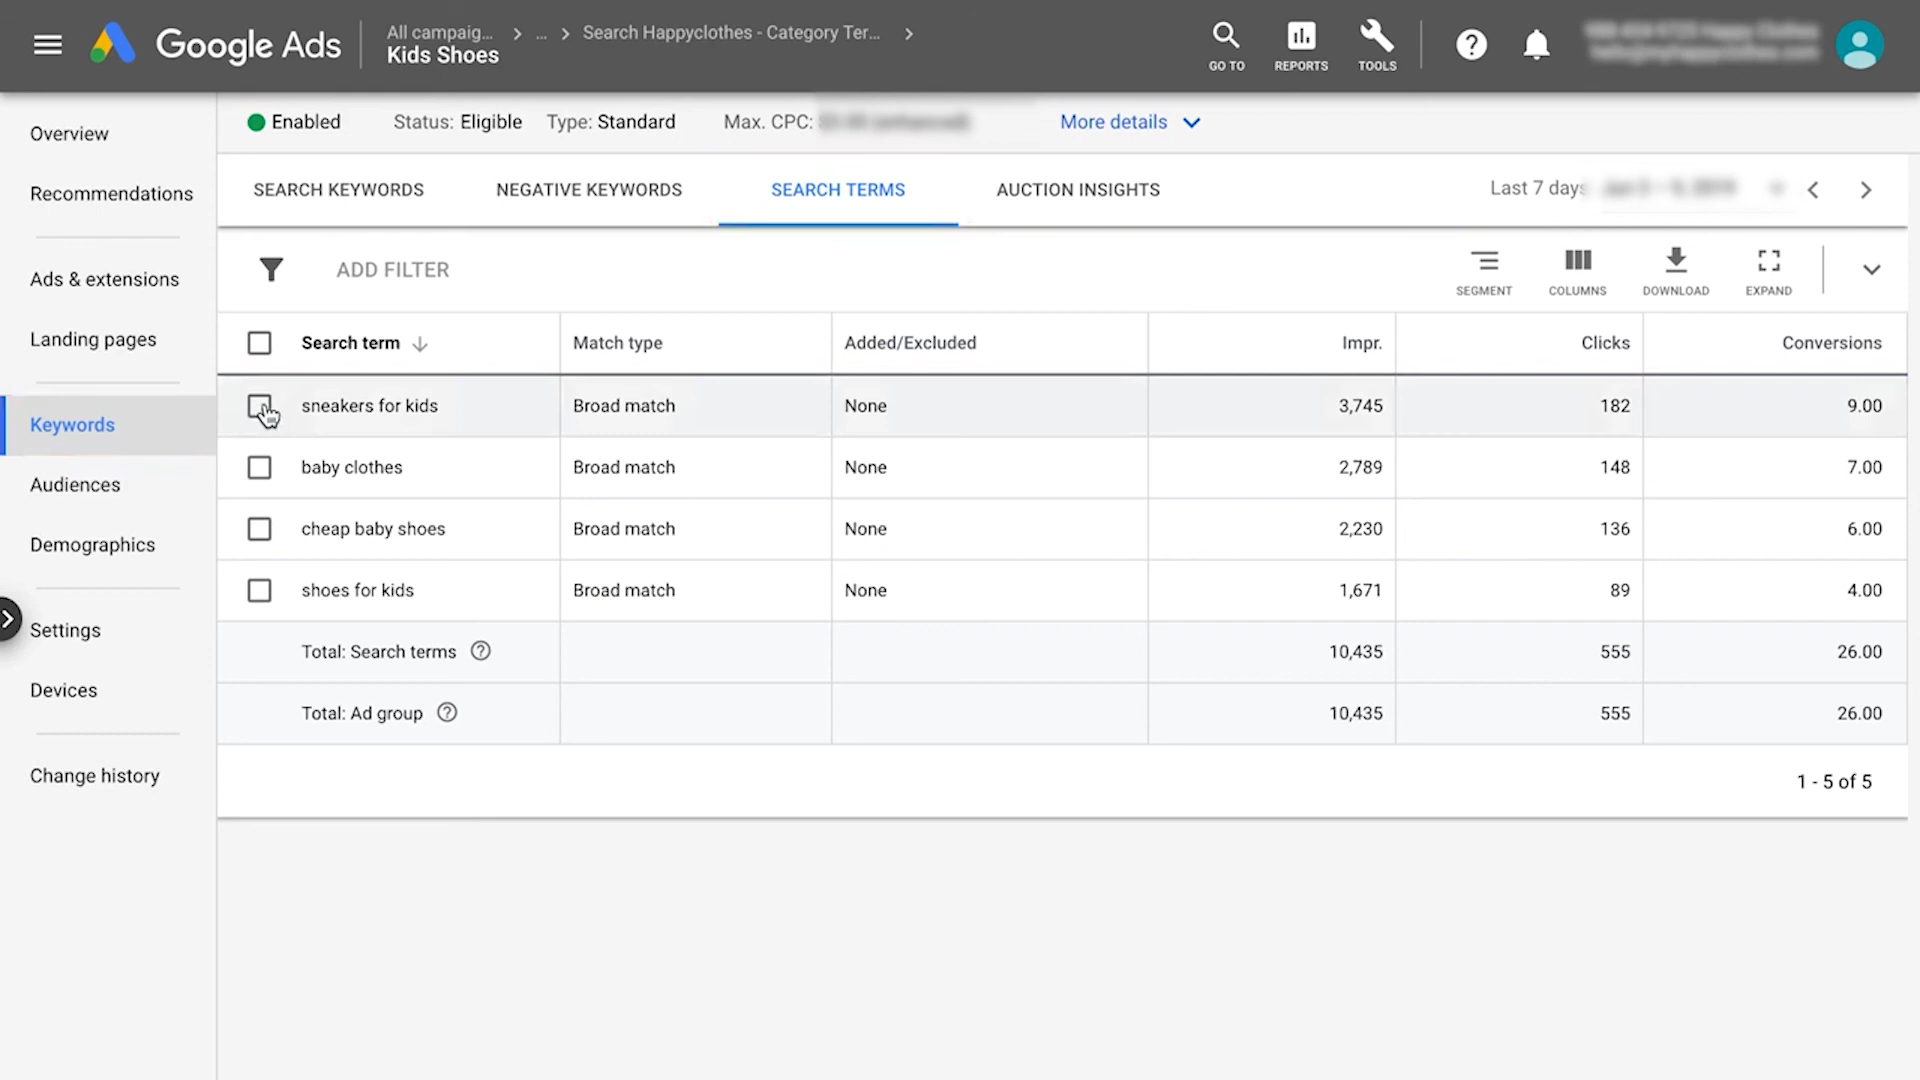 Google Ads
All campaig... > ... > Search Happyclothes - Category Ter... >
Kids Shoes
GO TO
REPORTS
TOOLS
Enabled Status: Eligible Type: Standard Max. CPC: More details
SEARCH KEYWORDS NEGATIVE KEYWORDS SEARCH TERMS AUCTION INSIGHTS Last 7 days
ADD FILTER
SEGMENT COLUMNS DOWNLOAD EXPAND
Search term Match type Added/Excluded Impr. Clicks Conversions
sneakers for kids Broad match None 3,745 182 9.00
baby clothes Broad match None 2,789 148 7.00
cheap baby shoes Broad match None 2,230 136 6.00
shoes for kids Broad match None 1,671 89 4.00
Total: Search terms 10,435 555 26.00
Total: Ad group 10,435 555 26.00
1 - 5 of 5
Overview
Recommendations
Ads & extensions
Landing pages
Keywords
Audiences
Demographics
Settings
Devices
Change history